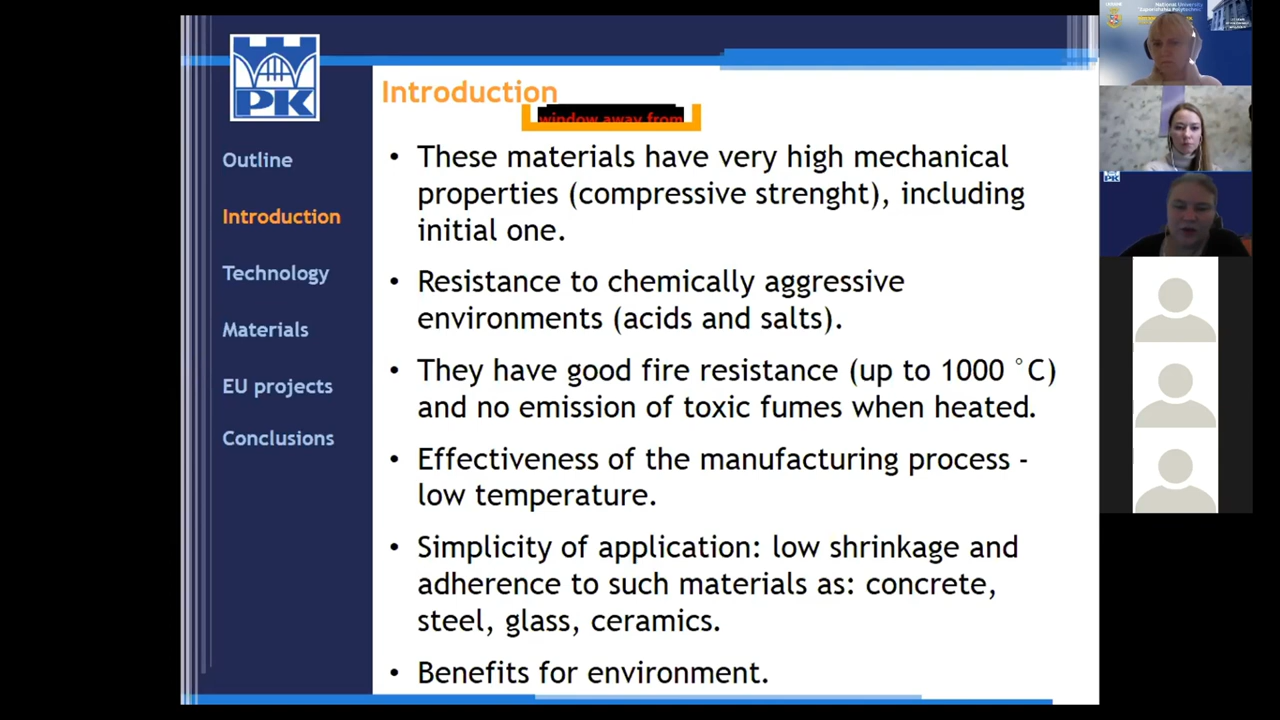 PK
Outline
Introduction
Technology
Materials
EU projects
Conclusions
Introduction
window away from
• These materials have very high mechanical
properties (compressive strenght), including
initial one.
• Resistance to chemically aggressive
environments (acids and salts).
• They have good fire resistance (up to 1000 °C)
and no emission of toxic fumes when heated.
• Effectiveness of the manufacturing process -
low temperature.
• Simplicity of application: low shrinkage and
adherence to such materials as: concrete,
steel, glass, ceramics.
• Benefits for environment.
National University
PK